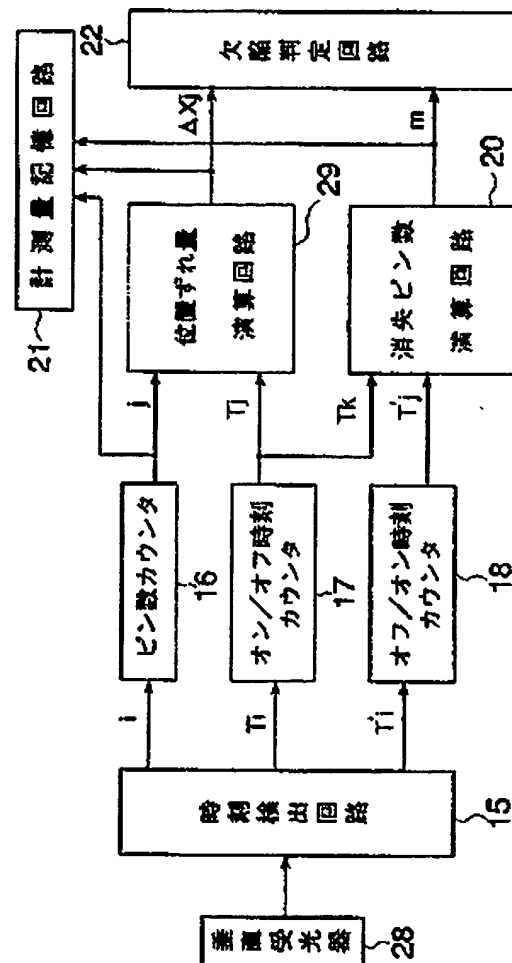 垂直受光器
28
時刻検出回路
15
i
Ti
T'i
ピン数カウンタ
16
オン/オフ時刻
カウンタ
17
オフ/オン時刻
カウンタ
18
j
Tj
Tk
T'j
位置ずれ量
演算回路
29
消失ピン数
演算回路
20
計測量記憶回路
21
ΔXj
m
欠陥判定回路
22